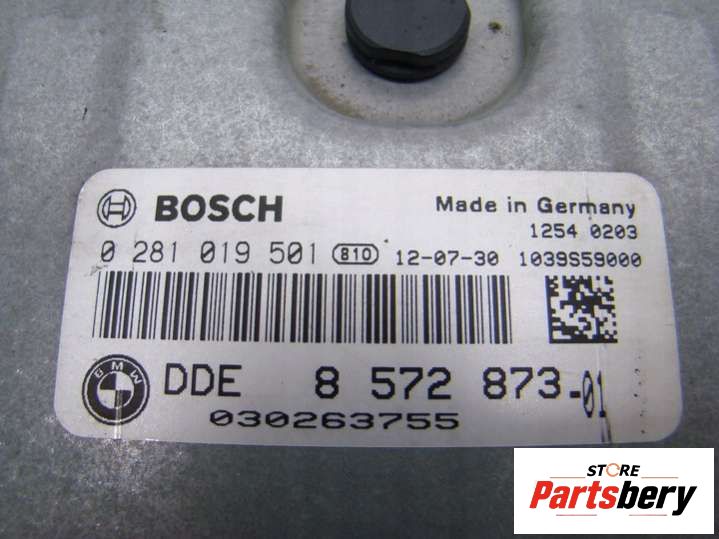 BOSCH
Made in Germany
1254 0203
0 281 019 501 810 12-07-30 1039S59000
BMW
DDE 8 572 873-01
030263755
STORE
Partsbery